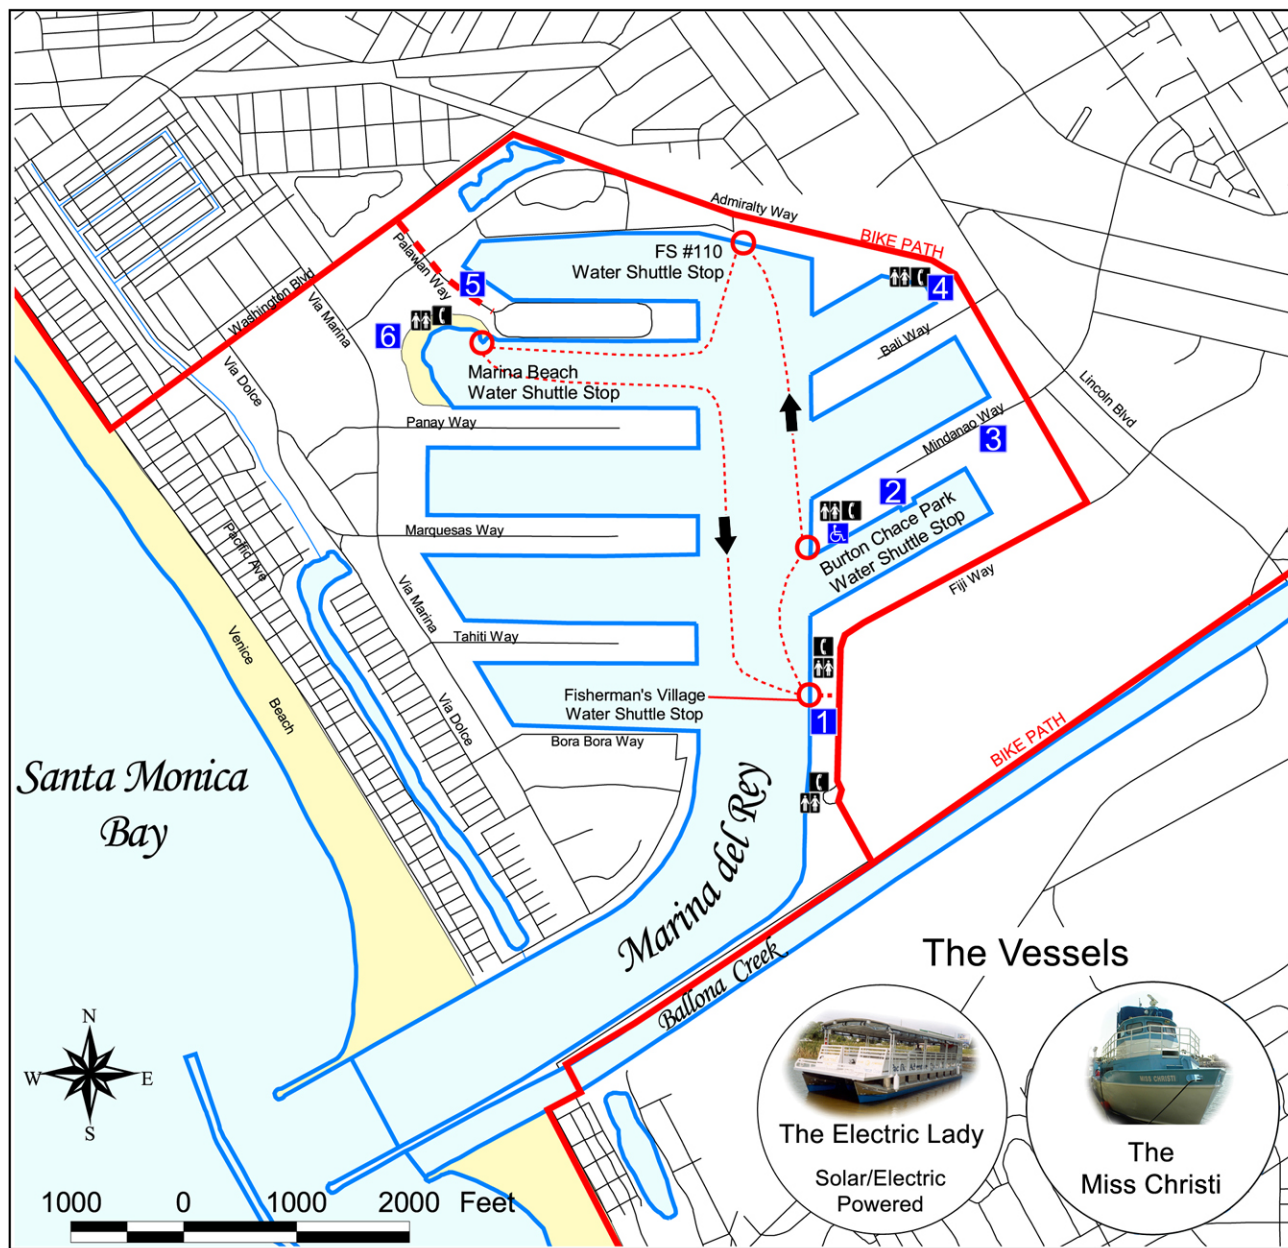 Admiralty Way
BIKE PATH
FS #110
Water Shuttle Stop
Palawan Way
5
4
Washington Blvd
Via Marina
6
Bali Way
Marina Beach
Water Shuttle Stop
Via Dolce
Lincoln Blvd
Panay Way
Mindanao Way
3
2
Marquesas Way
Pacific Ave
Burton Chace Park
Water Shuttle Stop
Fiji Way
Via Marina
Venice
Beach
Tahiti Way
Fisherman's Village
Water Shuttle Stop
1
Via Dolce
Bora Bora Way
BIKE PATH
Santa Monica
Bay
Marina del Rey
Ballona Creek
The Vessels
N
W
E
S
MISS CHRISTI
The Electric Lady
Solar/Electric
Powered
The
Miss Christi
1000 0 1000 2000 Feet